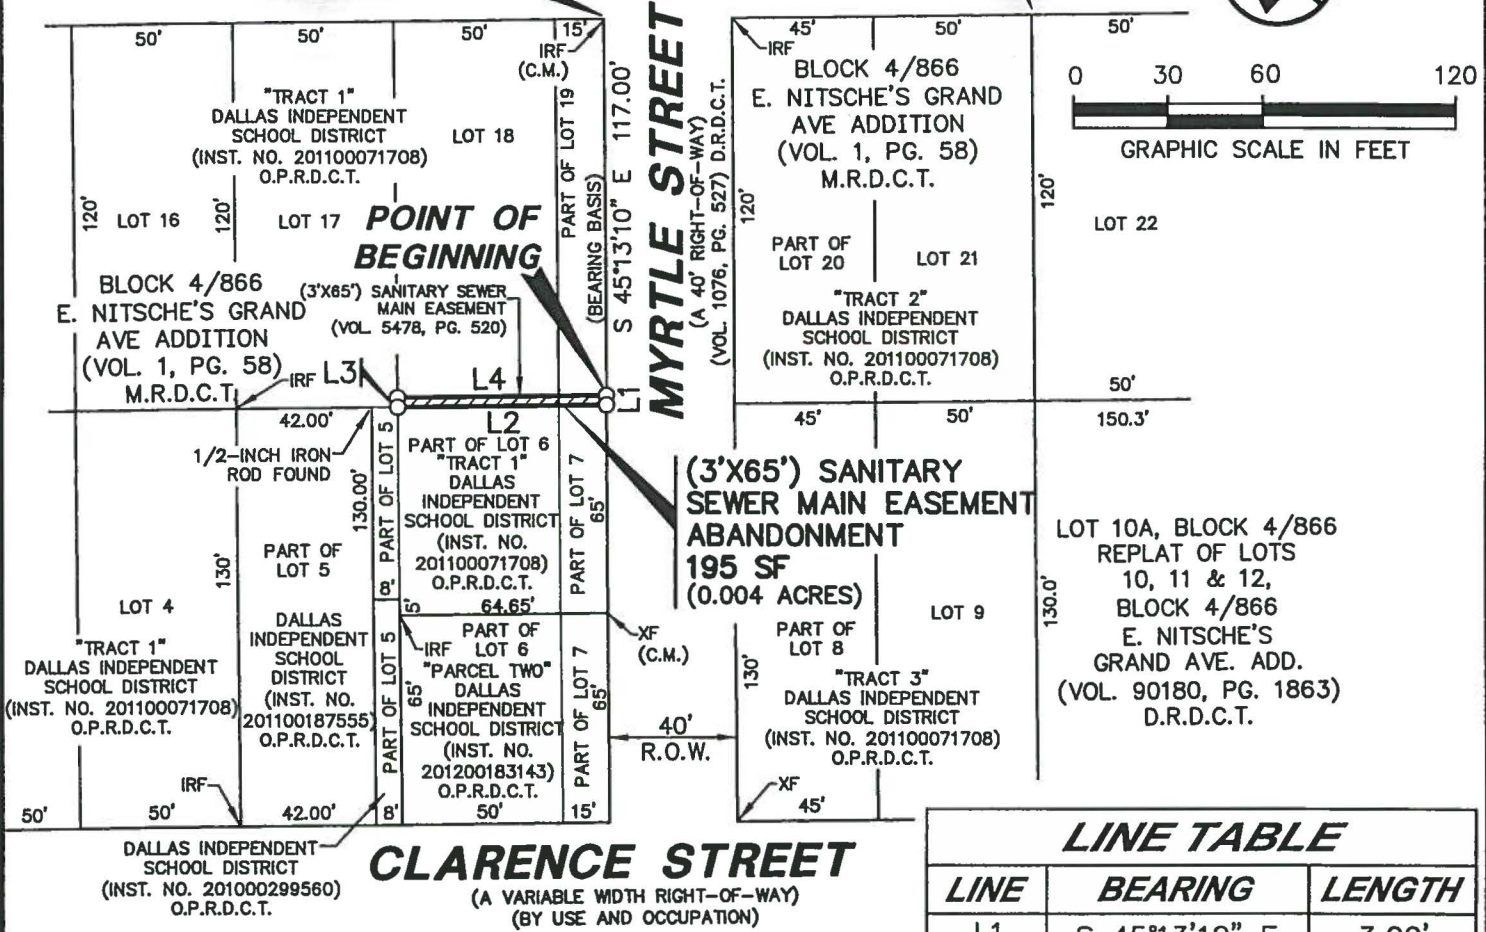 50'
50'
50'
15'
IRF
(C.M.)
"TRACT 1"
DALLAS INDEPENDENT
SCHOOL DISTRICT
(INST. NO. 201100071708)
O.P.R.D.C.T.
LOT 18
PART OF LOT 19
(BEARING BASIS)
S 45°13'10" E 117.00'
MYRTLE STREET
(A 40' RIGHT-OF-WAY)
(VOL. 1076, PG. 527) D.R.D.C.T.
120'
LOT 16
120'
LOT 17
POINT OF
BEGINNING
BLOCK 4/866
E. NITSCHE'S GRAND
AVE ADDITION
(VOL. 1, PG. 58)
M.R.D.C.T.
(3'X65') SANITARY SEWER
MAIN EASEMENT
(VOL. 5478, PG. 520)
IRF
L3
L4
L1
L2
45'
50'
50'
IRF
BLOCK 4/866
E. NITSCHE'S GRAND
AVE ADDITION
(VOL. 1, PG. 58)
M.R.D.C.T.
120'
120'
PART OF
LOT 20
LOT 21
LOT 22
"TRACT 2"
DALLAS INDEPENDENT
SCHOOL DISTRICT
(INST. NO. 201100071708)
O.P.R.D.C.T.
50'
45'
50'
150.3'
0 30 60 120
GRAPHIC SCALE IN FEET
42.00'
1/2-INCH IRON
ROD FOUND
130.00'
PART OF LOT 5
8'
PART OF LOT 6
"TRACT 1"
DALLAS
INDEPENDENT
SCHOOL DISTRICT
(INST. NO.
201100071708)
O.P.R.D.C.T.
PART OF LOT 7
65'
(3'X65') SANITARY
SEWER MAIN EASEMENT
ABANDONMENT
195 SF
(0.004 ACRES)
130'
PART OF
LOT 5
DALLAS
INDEPENDENT
SCHOOL
DISTRICT
(INST. NO.
201100187555)
O.P.R.D.C.T.
LOT 4
"TRACT 1"
DALLAS INDEPENDENT
SCHOOL DISTRICT
(INST. NO. 201100071708)
O.P.R.D.C.T.
5'
64.65'
IRF
XF
(C.M.)
PART OF LOT 5
65'
PART OF
LOT 6
"PARCEL TWO"
DALLAS
INDEPENDENT
SCHOOL DISTRICT
(INST. NO.
201200183143)
O.P.R.D.C.T.
PART OF LOT 7
65'
40'
R.O.W.
130'
PART OF
LOT 8
LOT 9
"TRACT 3"
DALLAS INDEPENDENT
SCHOOL DISTRICT
(INST. NO. 201100071708)
O.P.R.D.C.T.
XF
45'
130.0'
LOT 10A, BLOCK 4/866
REPLAT OF LOTS
10, 11 & 12,
BLOCK 4/866
E. NITSCHE'S
GRAND AVE. ADD.
(VOL. 90180, PG. 1863)
D.R.D.C.T.
IRF
50'
50'
42.00'
8'
50'
15'
DALLAS INDEPENDENT
SCHOOL DISTRICT
(INST. NO. 201000299560)
O.P.R.D.C.T.
CLARENCE STREET
(A VARIABLE WIDTH RIGHT-OF-WAY)
(BY USE AND OCCUPATION)
LINE TABLE
LINE BEARING LENGTH
L1 S 45°13'10" E 3.00'